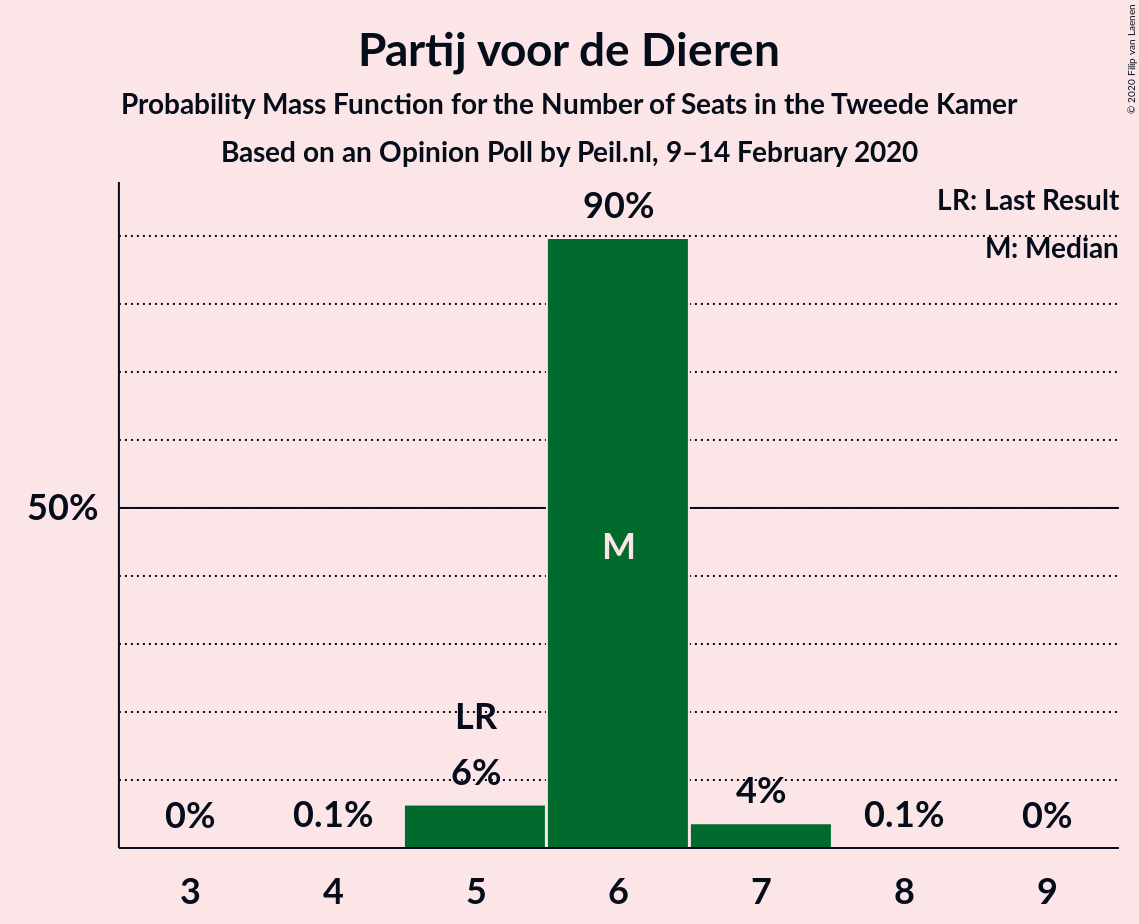 Partij voor de Dieren
Probability Mass Function for the Number of Seats in the Tweede Kamer
Based on an Opinion Poll by Peil.nl, 9–14 February 2020
© 2020 Filip van Laenen
LR: Last Result
M: Median
90%
50%
M
LR
6%
4%
0%
0.1%
0.1%
0%
3 4 5 6 7 8 9